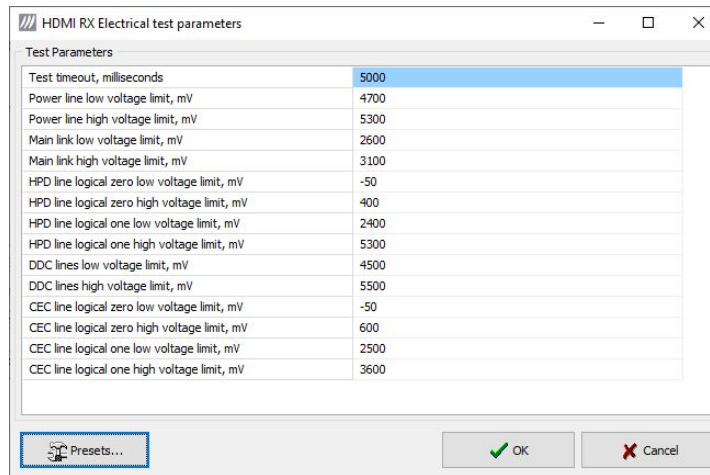 HDMI RX Electrical test parameters
Test Parameters
Test timeout, milliseconds 5000
Power line low voltage limit, mV 4700
Power line high voltage limit, mV 5300
Main link low voltage limit, mV 2600
Main link high voltage limit, mV 3100
HPD line logical zero low voltage limit, mV -50
HPD line logical zero high voltage limit, mV 400
HPD line logical one low voltage limit, mV 2400
HPD line logical one high voltage limit, mV 5300
DDC lines low voltage limit, mV 4500
DDC lines high voltage limit, mV 5500
CEC line logical zero low voltage limit, mV -50
CEC line logical zero high voltage limit, mV 600
CEC line logical one low voltage limit, mV 2500
CEC line logical one high voltage limit, mV 3600
Presets... OK Cancel